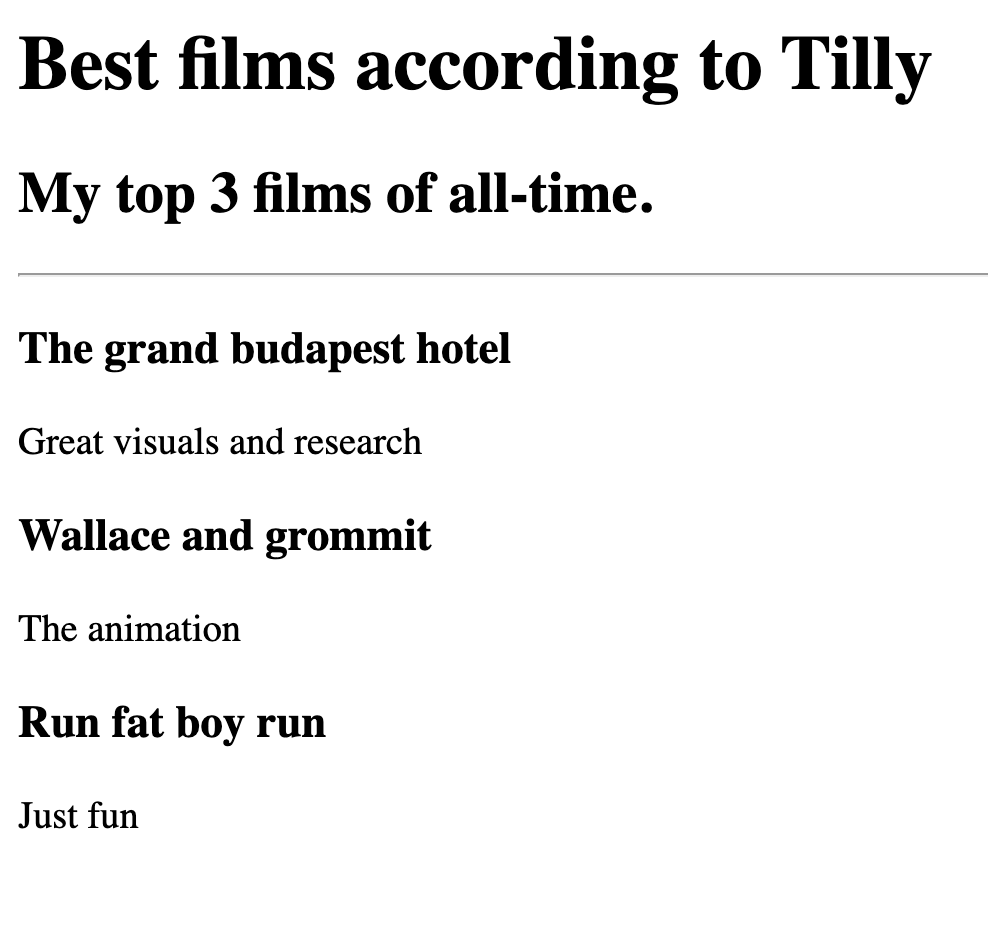 Best films according to Tilly
My top 3 films of all-time.
The grand budapest hotel
Great visuals and research
Wallace and grommit
The animation
Run fat boy run
Just fun